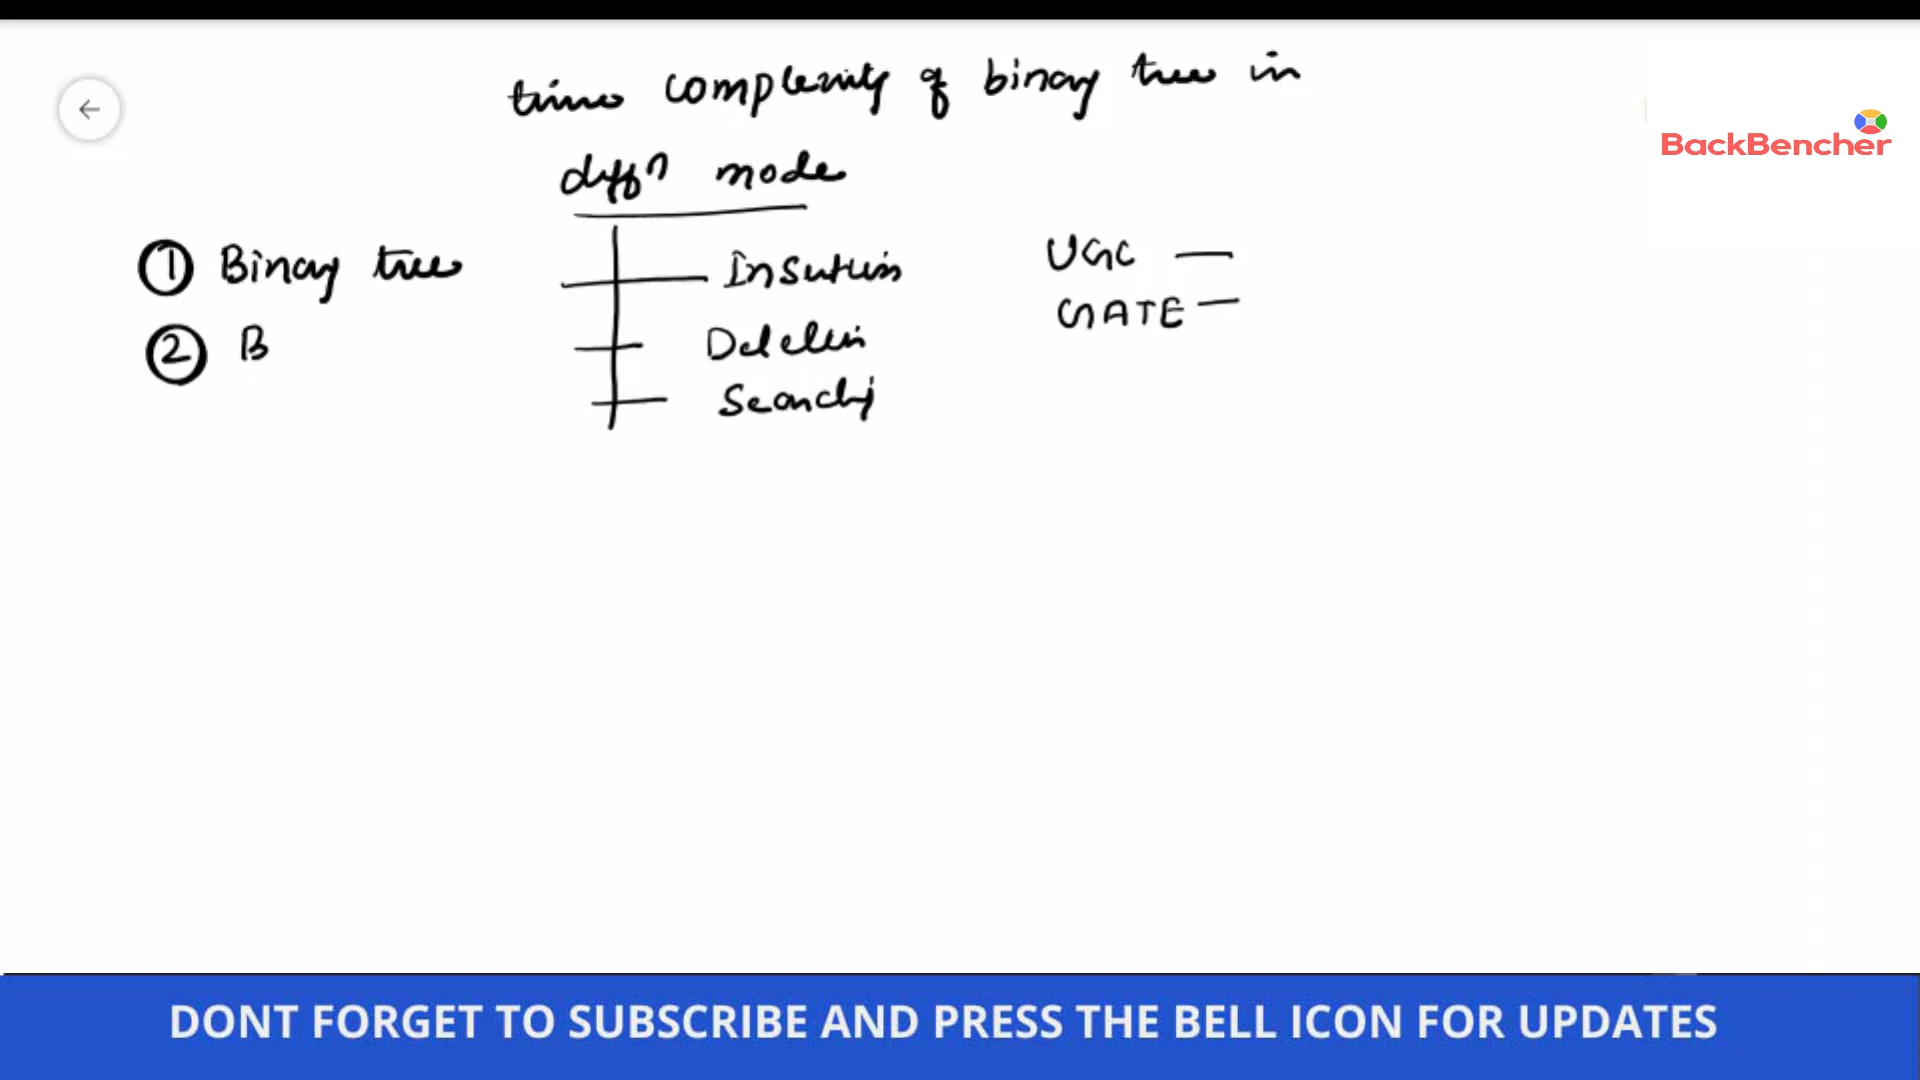 time complexity of binary tree in
diffn mode
BackBencher
① Binary tree
② B
Insertion
Deletion
Searching
UGC —
GATE —
DONT FORGET TO SUBSCRIBE AND PRESS THE BELL ICON FOR UPDATES